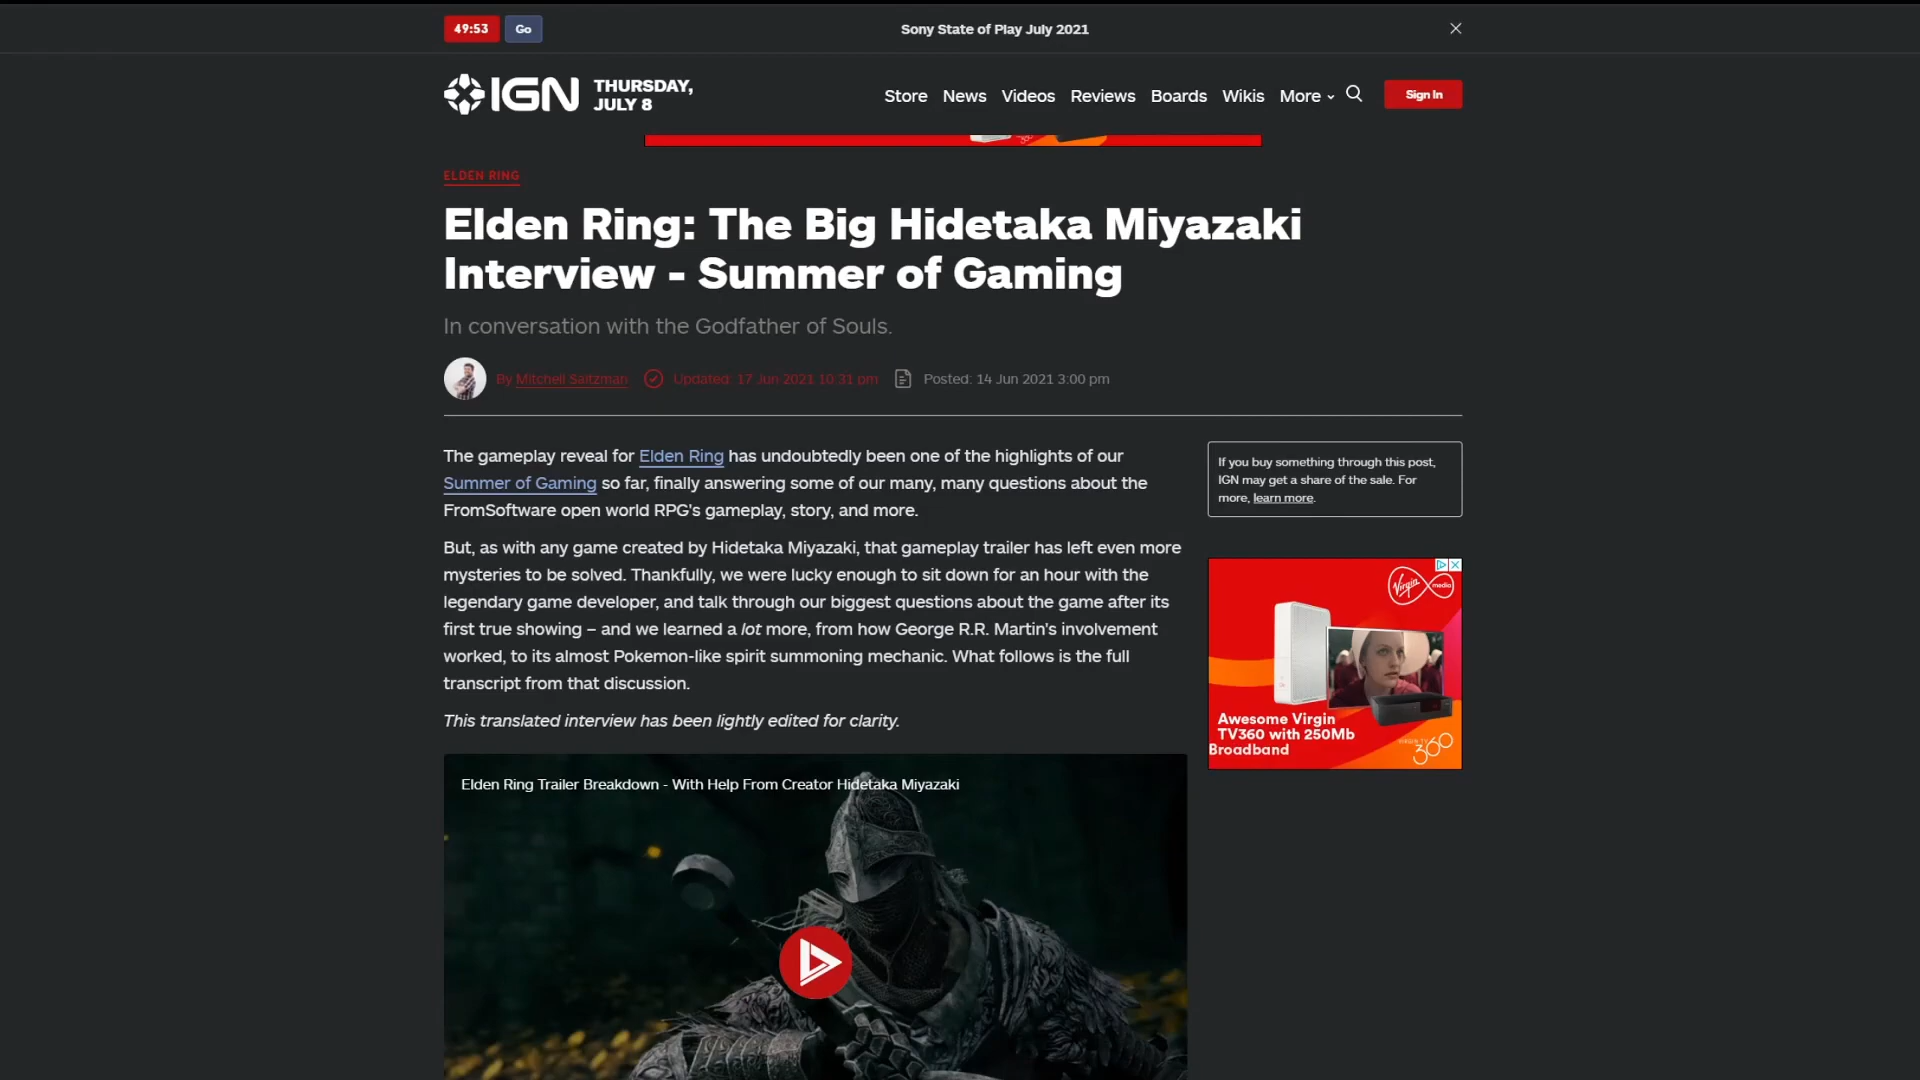 49:53 Go Sony State of Play July 2021
IGN THURSDAY,
JULY 8
Store News Videos Reviews Boards Wikis More Sign In
ELDEN RING
Elden Ring: The Big Hidetaka Miyazaki
Interview - Summer of Gaming
In conversation with the Godfather of Souls.
By Mitchell Saltzman Updated: 17 Jun 2021 10:31 pm Posted: 14 Jun 2021 3:00 pm
The gameplay reveal for Elden Ring has undoubtedly been one of the highlights of our
Summer of Gaming so far, finally answering some of our many, many questions about the
FromSoftware open world RPG's gameplay, story, and more.
But, as with any game created by Hidetaka Miyazaki, that gameplay trailer has left even more
mysteries to be solved. Thankfully, we were lucky enough to sit down for an hour with the
legendary game developer, and talk through our biggest questions about the game after its
first true showing – and we learned a lot more, from how George R.R. Martin's involvement
worked, to its almost Pokemon-like spirit summoning mechanic. What follows is the full
transcript from that discussion.
This translated interview has been lightly edited for clarity.
Elden Ring Trailer Breakdown - With Help From Creator Hidetaka Miyazaki
If you buy something through this post,
IGN may get a share of the sale. For
more, learn more.
Virgin media
Awesome Virgin
TV360 with 250Mb
Broadband
VIRGIN TV
360